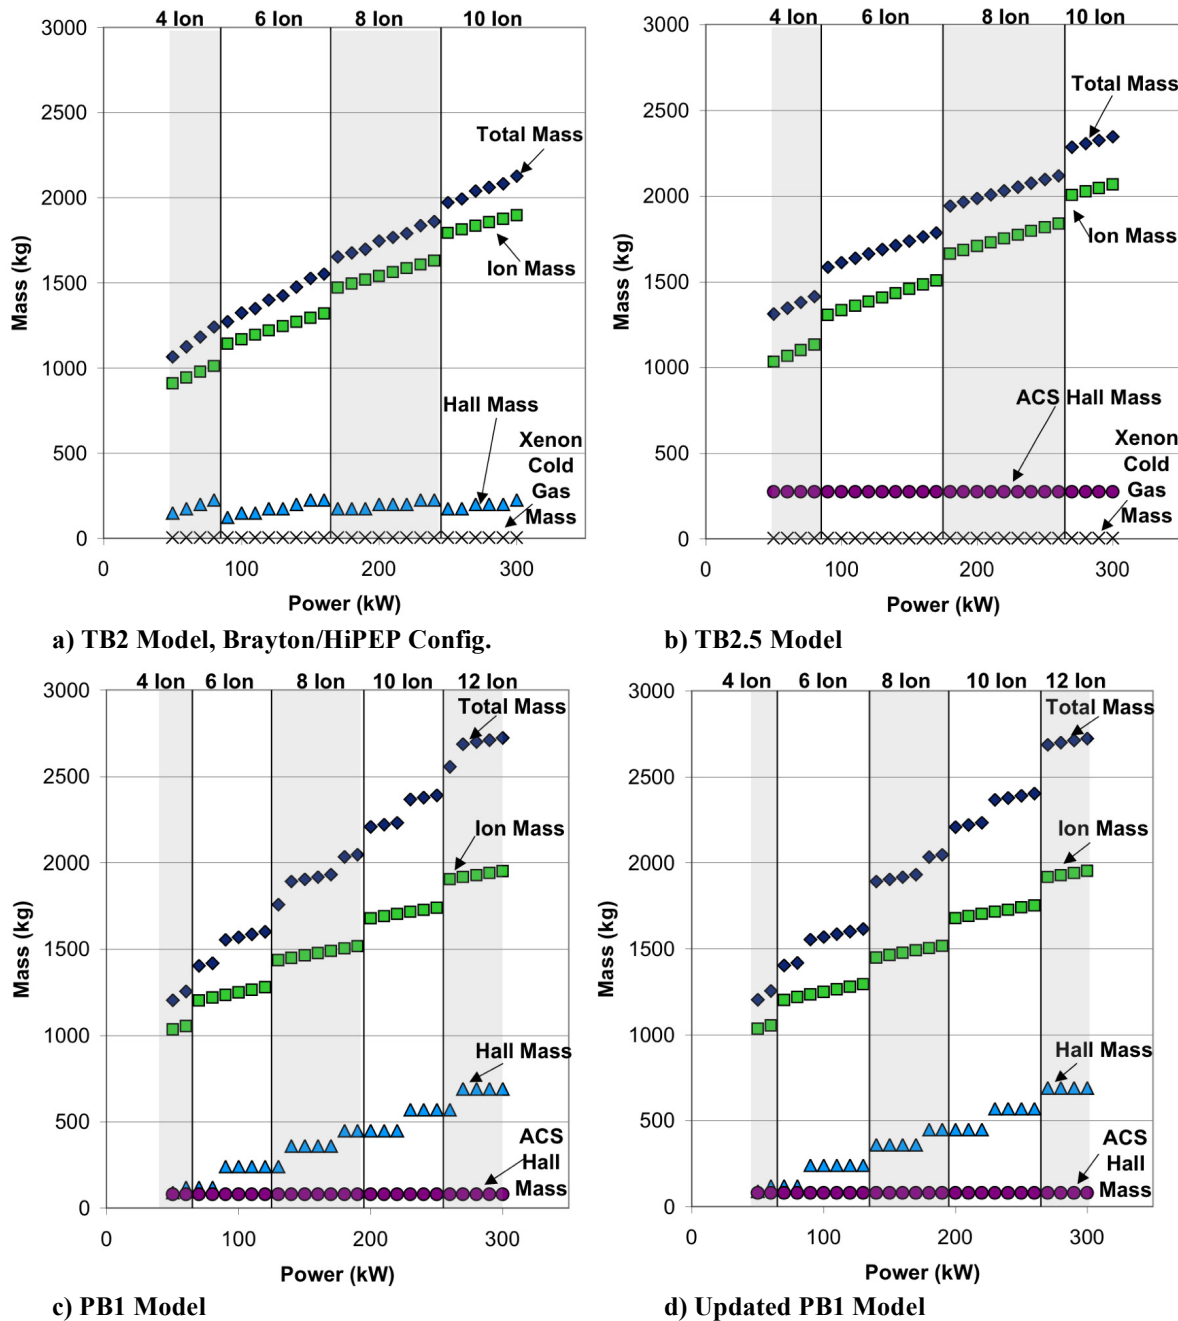 4 Ion 6 Ion 8 Ion 10 Ion
3000
2500
2000
1500
1000
500
0
Mass (kg)
Total Mass
Ion Mass
Hall Mass
Xenon
Cold
Gas
Mass
0 100 200 300
Power (kW)
a) TB2 Model, Brayton/HiPEP Config.
4 Ion 6 Ion 8 Ion 10 Ion
3000
2500
2000
1500
1000
500
0
Mass (kg)
Total Mass
Ion Mass
ACS Hall Mass
Xenon
Cold
Gas
Mass
0 100 200 300
Power (kW)
b) TB2.5 Model
4 Ion 6 Ion 8 Ion 10 Ion 12 Ion
3000
2500
2000
1500
1000
500
0
Mass (kg)
Total Mass
Ion Mass
Hall Mass
ACS
Hall
Mass
0 100 200 300
Power (kW)
c) PB1 Model
4 Ion 6 Ion 8 Ion 10 Ion 12 Ion
3000
2500
2000
1500
1000
500
0
Mass (kg)
Total Mass
Ion Mass
Hall Mass
ACS
Hall
Mass
0 100 200 300
Power (kW)
d) Updated PB1 Model